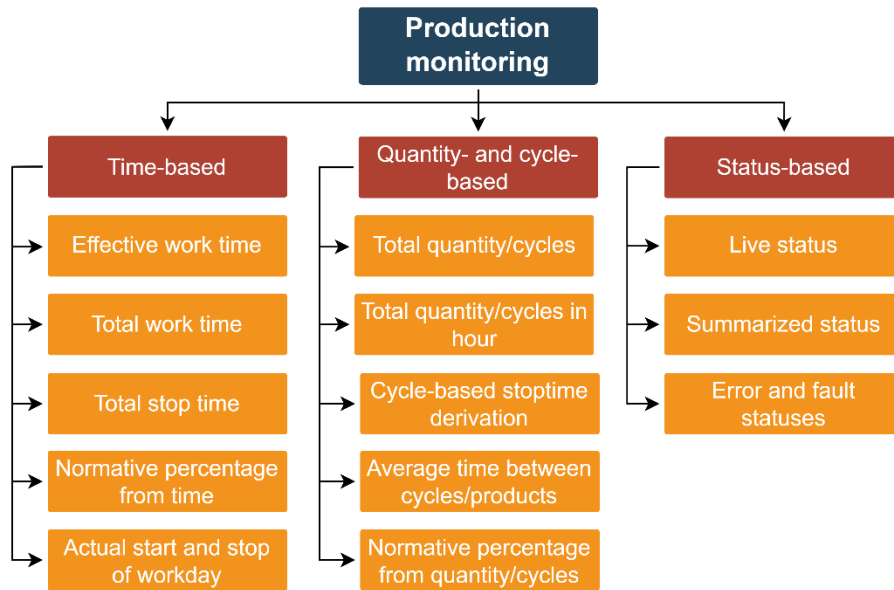 Production
monitoring
Time-based
Effective work time
Total work time
Total stop time
Normative percentage
from time
Actual start and stop
of workday
Quantity- and cycle-
based
Total quantity/cycles
Total quantity/cycles in
hour
Cycle-based stoptime
derivation
Average time between
cycles/products
Normative percentage
from quantity/cycles
Status-based
Live status
Summarized status
Error and fault
statuses